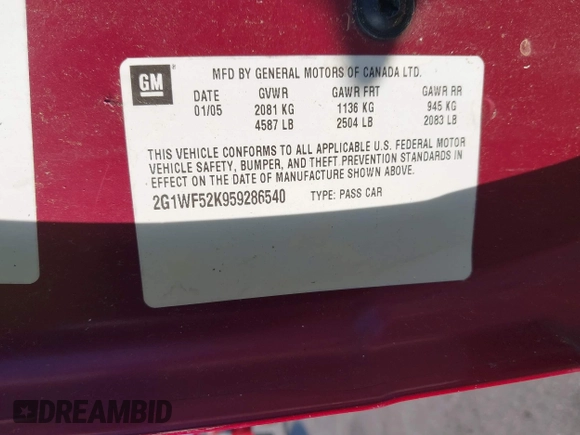 GM
MFD BY GENERAL MOTORS OF CANADA LTD.
DATE GVWR GAWR FRT GAWR RR
01/05 2081 KG 1136 KG 945 KG
4587 LB 2504 LB 2083 LB
THIS VEHICLE CONFORMS TO ALL APPLICABLE U.S. FEDERAL MOTOR
VEHICLE SAFETY, BUMPER, AND THEFT PREVENTION STANDARDS IN
EFFECT ON THE DATE OF MANUFACTURE SHOWN ABOVE.
2G1WF52K959286540 TYPE: PASS CAR
DREAMBID